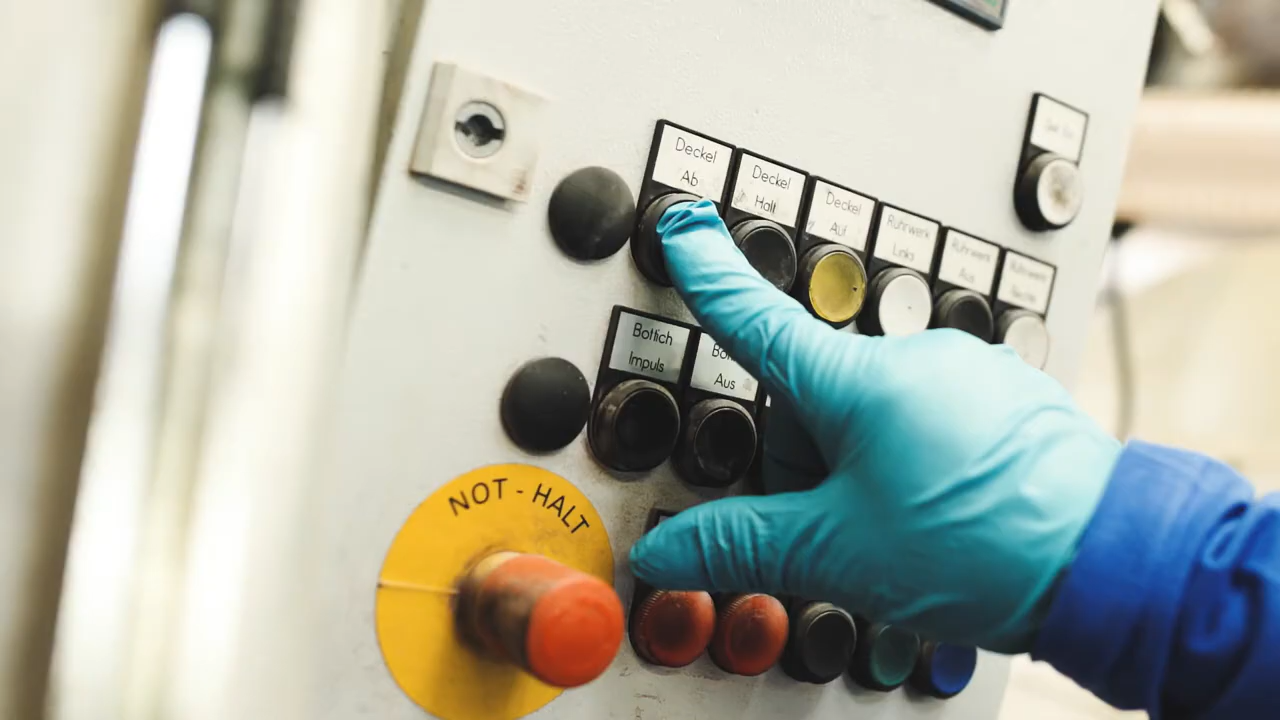 Deckel
Ab
Deckel
Halt
Deckel
Auf
Rührwerk
Links
Rührwerk
Aus
Rührwerk
Rechts
Bottich
Impuls
Aus
NOT-HALT